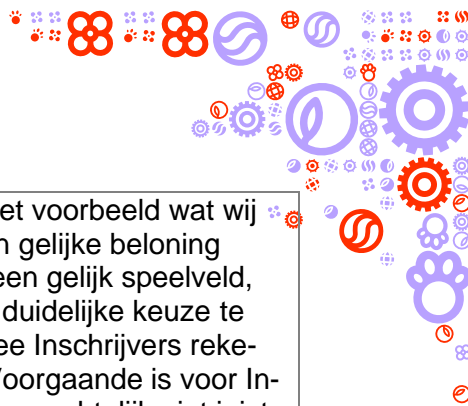 et voorbeeld wat wij
n gelijke beloning
een gelijk speelveld,
duidelijke keuze te
ee Inschrijvers reke-
Voorgaande is voor In-